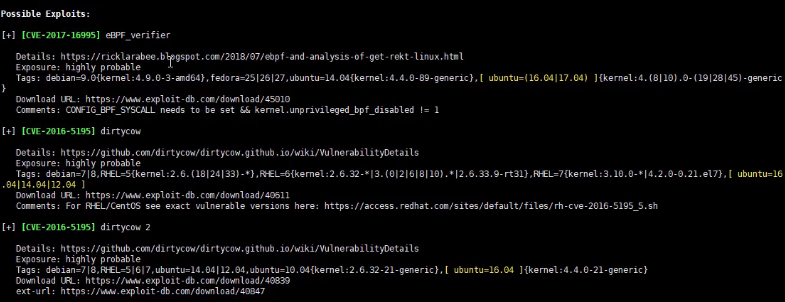 Possible Exploits:
[+] [CVE-2017-16995] eBPF_verifier
Details: https://ricklarabee.blogspot.com/2018/07/ebpf-and-analysis-of-get-rekt-linux.html
Exposure: highly probable
Tags: debian=9.0{kernel:4.9.0-3-amd64},fedora=25|26|27,ubuntu=14.04{kernel:4.4.0-89-generic},[ ubuntu=(16.04|17.04) ]{kernel:4.(8|10).0-(19|28|45)-generic
}
Download URL: https://www.exploit-db.com/download/45010
Comments: CONFIG_BPF_SYSCALL needs to be set && kernel.unprivileged_bpf_disabled != 1
[+] [CVE-2016-5195] dirtycow
Details: https://github.com/dirtycow/dirtycow.github.io/wiki/VulnerabilityDetails
Exposure: highly probable
Tags: debian=7|8,RHEL=5{kernel:2.6.(18|24|33)-*},RHEL=6{kernel:2.6.32-*|3.(0|2|6|8|10).*|2.6.33.9-rt31},RHEL=7{kernel:3.10.0-*|4.2.0-0.21.el7},[ ubuntu=16
.04|14.04|12.04 ]
Download URL: https://www.exploit-db.com/download/40611
Comments: For RHEL/CentOS see exact vulnerable versions here: https://access.redhat.com/sites/default/files/rh-cve-2016-5195_5.sh
[+] [CVE-2016-5195] dirtycow 2
Details: https://github.com/dirtycow/dirtycow.github.io/wiki/VulnerabilityDetails
Exposure: highly probable
Tags: debian=7|8,RHEL=5|6|7,ubuntu=14.04|12.04,ubuntu=10.04{kernel:2.6.32-21-generic},[ ubuntu=16.04 ]{kernel:4.4.0-21-generic}
Download URL: https://www.exploit-db.com/download/40839
ext-url: https://www.exploit-db.com/download/40847